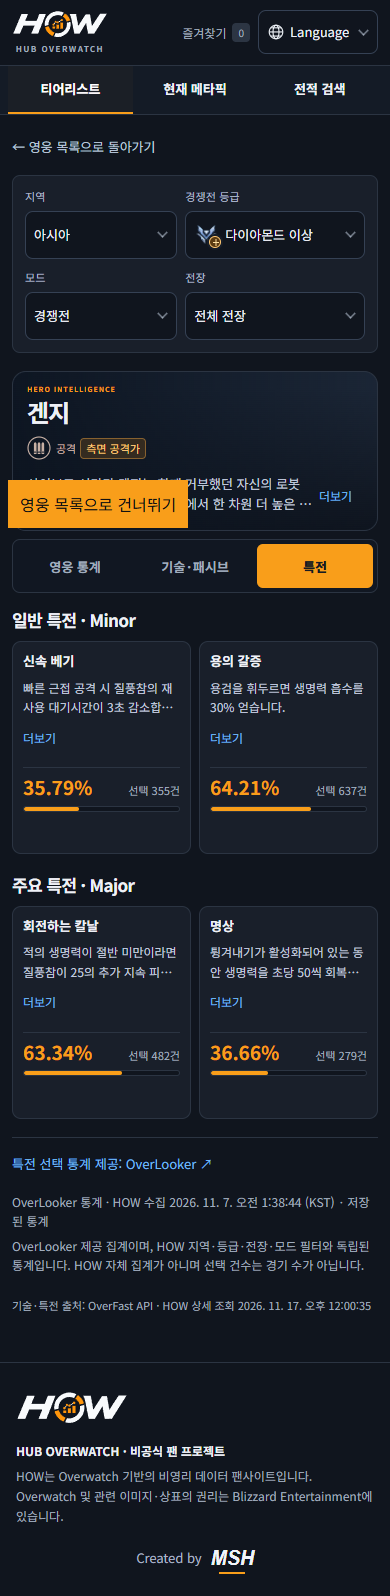 HOW
HUB OVERWATCH
즐겨찾기 0
Language
티어리스트
현재 메타픽
전적 검색
← 영웅 목록으로 돌아가기
지역
경쟁전 등급
아시아
다이아몬드 이상
모드
전장
경쟁전
전체 전장
HERO INTELLIGENCE
겐지
공격 측면 공격가
거부했던 자신의 로봇
에서 한 차원 더 높은 …
더보기
영웅 목록으로 건너뛰기
영웅 통계
기술·패시브
특전
일반 특전 · Minor
신속 베기
빠른 근접 공격 시 질풍참의 재
사용 대기시간이 3초 감소합…
더보기
35.79%
선택 355건
용의 갈증
용검을 휘두르면 생명력 흡수를
30% 얻습니다.
더보기
64.21%
선택 637건
주요 특전 · Major
회전하는 칼날
적의 생명력이 절반 미만이라면
질풍참이 25의 추가 지속 피…
더보기
63.34%
선택 482건
명상
튕겨내기가 활성화되어 있는 동
안 생명력을 초당 50씩 회복…
더보기
36.66%
선택 279건
특전 선택 통계 제공: OverLooker ↗
OverLooker 통계 · HOW 수집 2026. 11. 7. 오전 1:38:44 (KST) · 저장
된 통계
OverLooker 제공 집계이며, HOW 지역·등급·전장·모드 필터와 독립된
통계입니다. HOW 자체 집계가 아니며 선택 건수는 경기 수가 아닙니다.
기술·특전 출처: OverFast API · HOW 상세 조회 2026. 11. 17. 오후 12:00:35
HOW
HUB OVERWATCH · 비공식 팬 프로젝트
HOW는 Overwatch 기반의 비영리 데이터 팬사이트입니다.
Overwatch 및 관련 이미지·상표의 권리는 Blizzard Entertainment에
있습니다.
Created by MSH